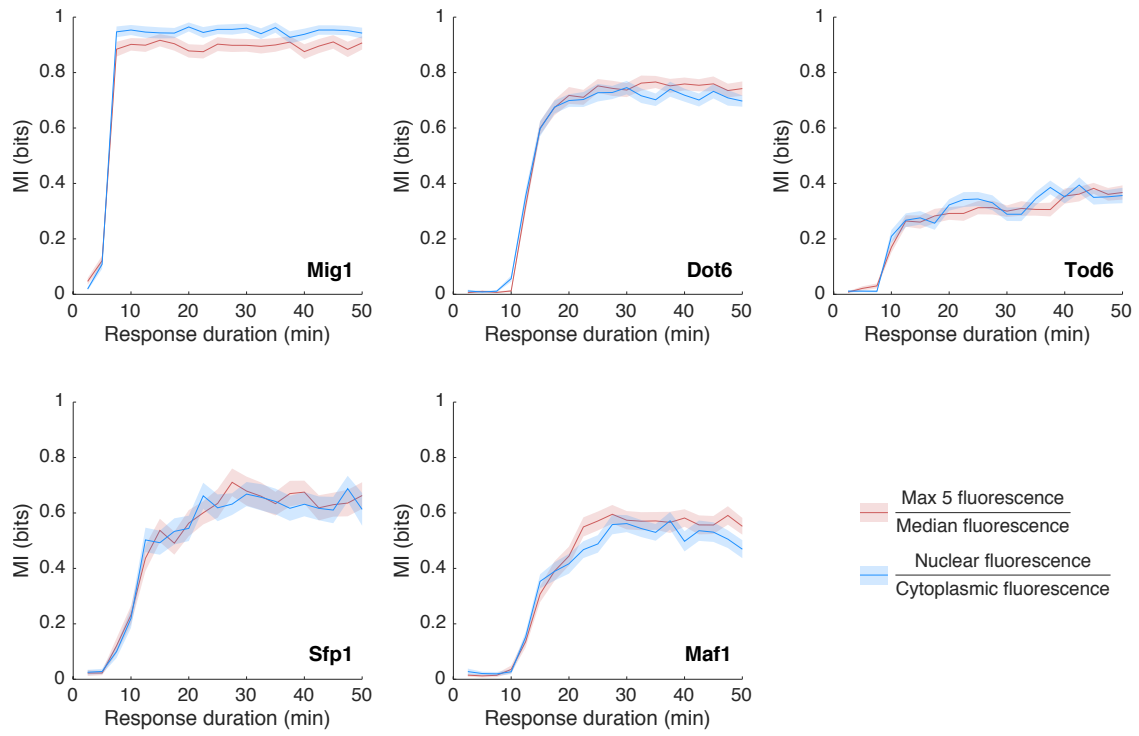 1
0.8
0.6
0.4
0.2
0
MI (bits)
0 10 20 30 40 50
Response duration (min)
Mig1
1
0.8
0.6
0.4
0.2
0
MI (bits)
0 10 20 30 40 50
Response duration (min)
Dot6
1
0.8
0.6
0.4
0.2
0
MI (bits)
0 10 20 30 40 50
Response duration (min)
Tod6
1
0.8
0.6
0.4
0.2
0
MI (bits)
0 10 20 30 40 50
Response duration (min)
Sfp1
1
0.8
0.6
0.4
0.2
0
MI (bits)
0 10 20 30 40 50
Response duration (min)
Maf1
Max 5 fluorescence
Median fluorescence
Nuclear fluorescence
Cytoplasmic fluorescence